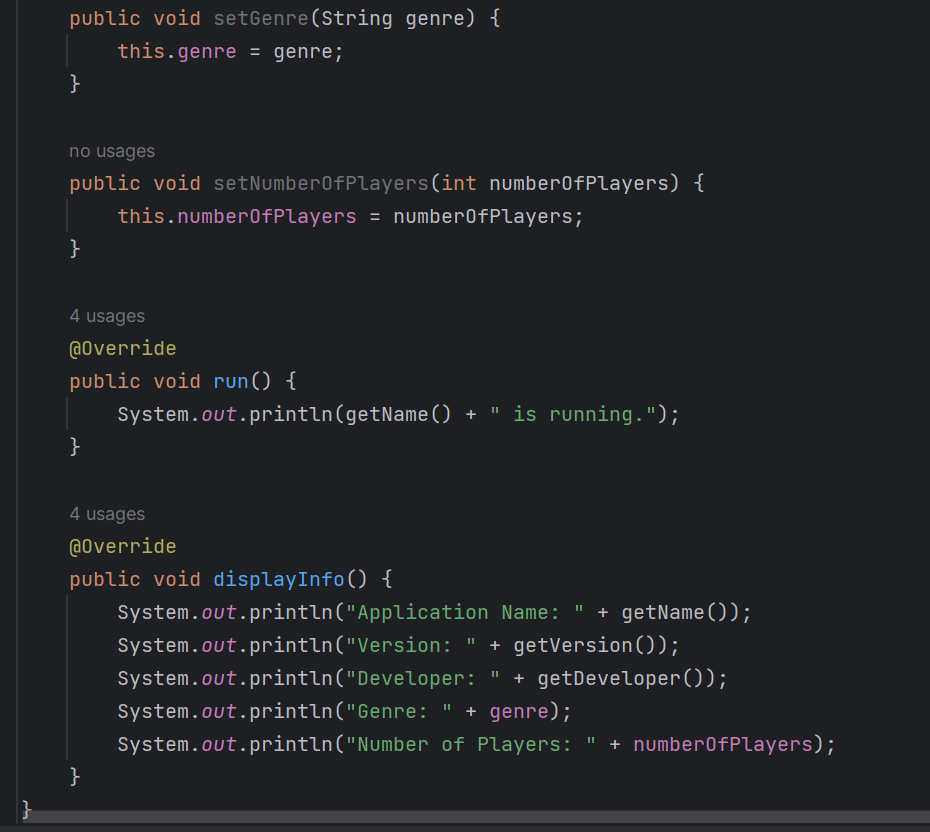 public void setGenre(String genre) {
this.genre = genre;
}
no usages
public void setNumberOfPlayers(int numberOfPlayers) {
this.numberOfPlayers = numberOfPlayers;
}
4 usages
@Override
public void run() {
System.out.println(getName() + " is running.");
}
4 usages
@Override
public void displayInfo() {
System.out.println("Application Name: " + getName());
System.out.println("Version: " + getVersion());
System.out.println("Developer: " + getDeveloper());
System.out.println("Genre: " + genre);
System.out.println("Number of Players: " + numberOfPlayers);
}
}